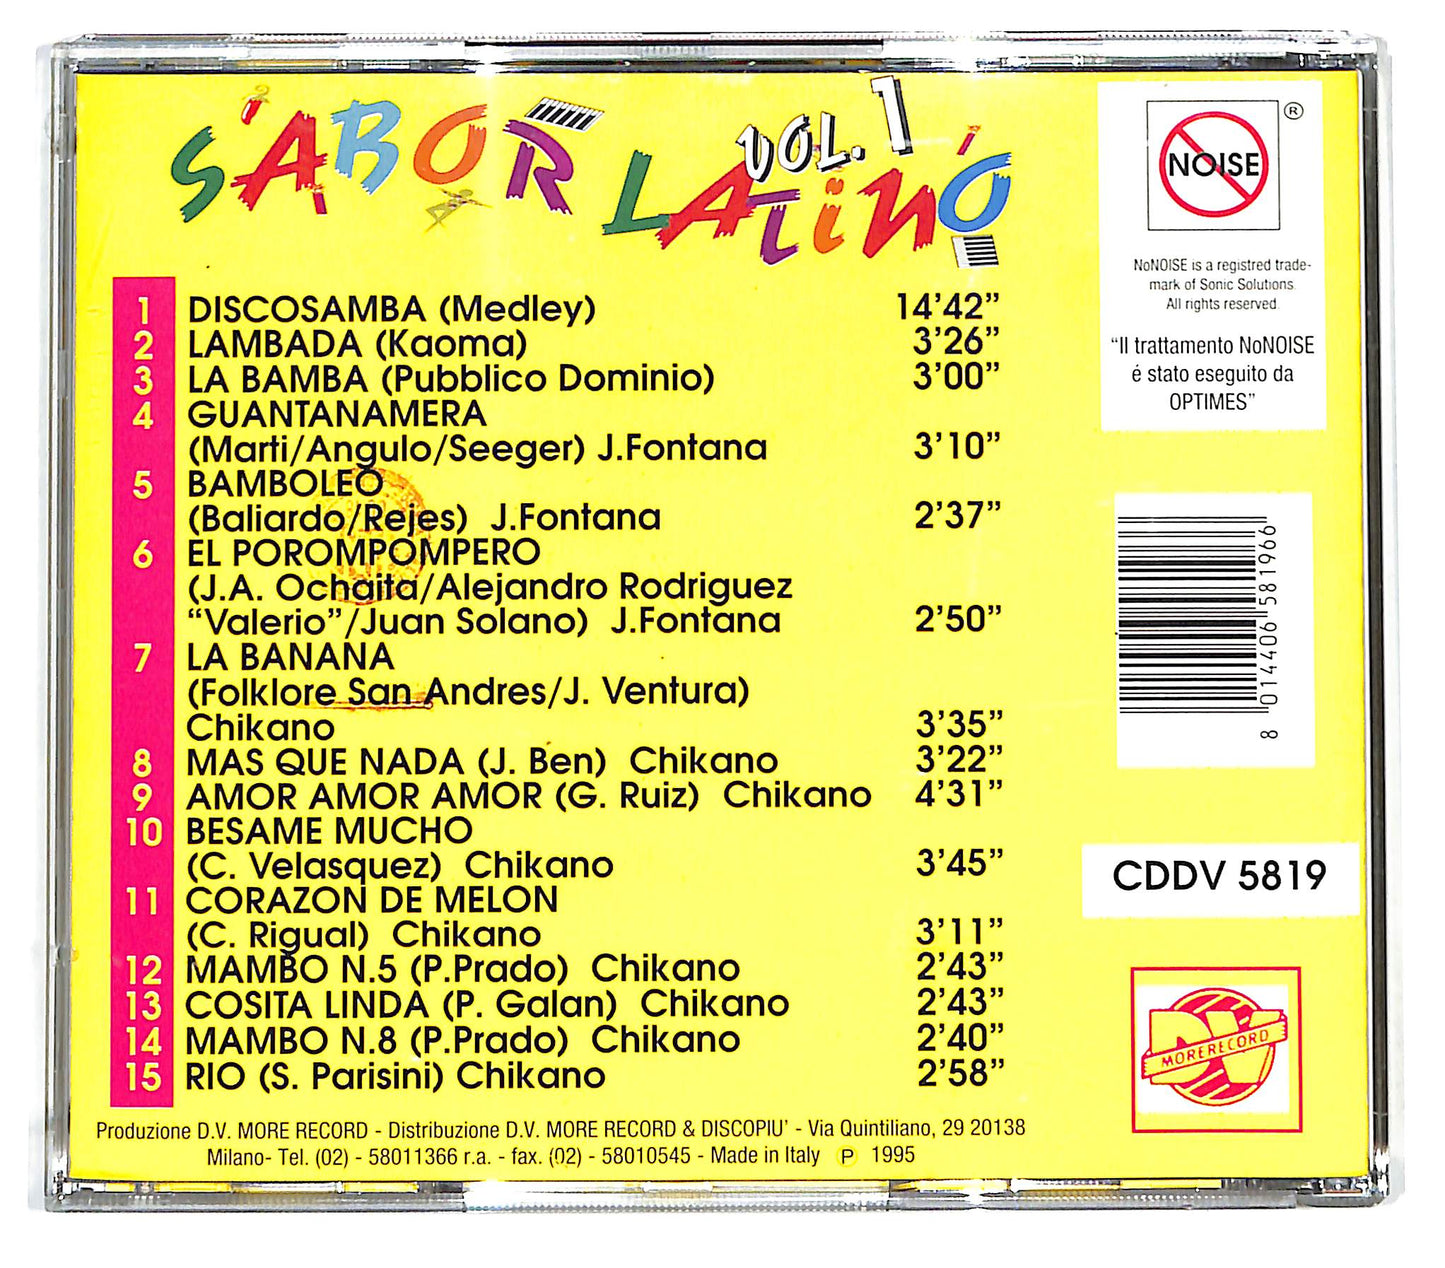 SABOR LATINO VOL. 1
1 DISCOSAMBA (Medley) 14'42"
2 LAMBADA (Kaoma) 3'26"
3 LA BAMBA (Pubblico Dominio) 3'00"
4 GUANTANAMERA
(Marti/Angulo/Seeger) J.Fontana 3'10"
5 BAMBOLEO
(Baliardo/Rejes) J.Fontana 2'37"
6 EL POROMPOMPERO
(J.A. Ochaita/Alejandro Rodriguez
"Valerio"/Juan Solano) J.Fontana 2'50"
7 LA BANANA
(Folklore San Andres/J. Ventura)
Chikano 3'35"
8 MAS QUE NADA (J. Ben) Chikano 3'22"
9 AMOR AMOR AMOR (G. Ruiz) Chikano 4'31"
10 BESAME MUCHO
(C. Velasquez) Chikano 3'45"
11 CORAZON DE MELON
(C. Rigual) Chikano 3'11"
12 MAMBO N.5 (P.Prado) Chikano 2'43"
13 COSITA LINDA (P. Galan) Chikano 2'43"
14 MAMBO N.8 (P.Prado) Chikano 2'40"
15 RIO (S. Parisini) Chikano 2'58"
Produzione D.V. MORE RECORD - Distribuzione D.V. MORE RECORD & DISCOPIU' - Via Quintiliano, 29 20138
Milano- Tel. (02) - 58011366 r.a. - fax. (02) - 58010545 - Made in Italy Ⓟ 1995
NOISE ®
NoNOISE is a registred trade-
mark of Sonic Solutions.
All rights reserved.
"Il trattamento NoNOISE
é stato eseguito da
OPTIMES"
8 014406 581966
CDDV 5819
DV
MORE RECORD